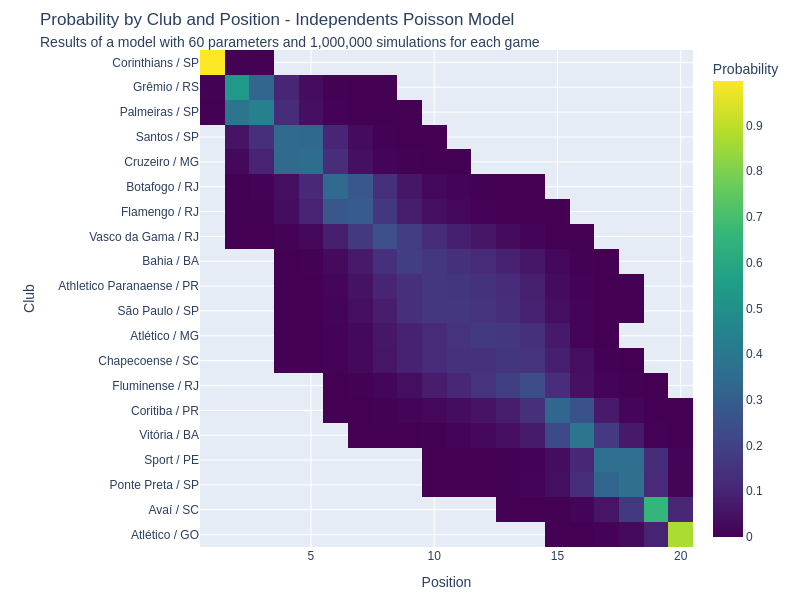 Probability by Club and Position - Independents Poisson Model
Results of a model with 60 parameters and 1,000,000 simulations for each game
Probability
Corinthians / SP
Grêmio / RS
Palmeiras / SP
Santos / SP
Cruzeiro / MG
Botafogo / RJ
Flamengo / RJ
Vasco da Gama / RJ
Bahia / BA
Athletico Paranaense / PR
São Paulo / SP
Atlético / MG
Chapecoense / SC
Fluminense / RJ
Coritiba / PR
Vitória / BA
Sport / PE
Ponte Preta / SP
Avaí / SC
Atlético / GO
Club
5
10
15
20
Position
0.9
0.8
0.7
0.6
0.5
0.4
0.3
0.2
0.1
0